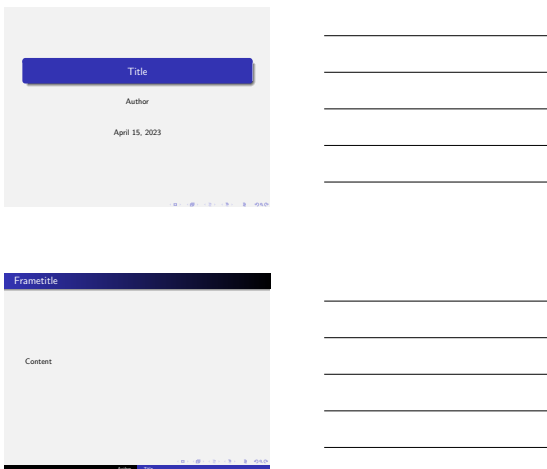 Title
Author
April 15, 2023
Frametitle
Content
Author Title